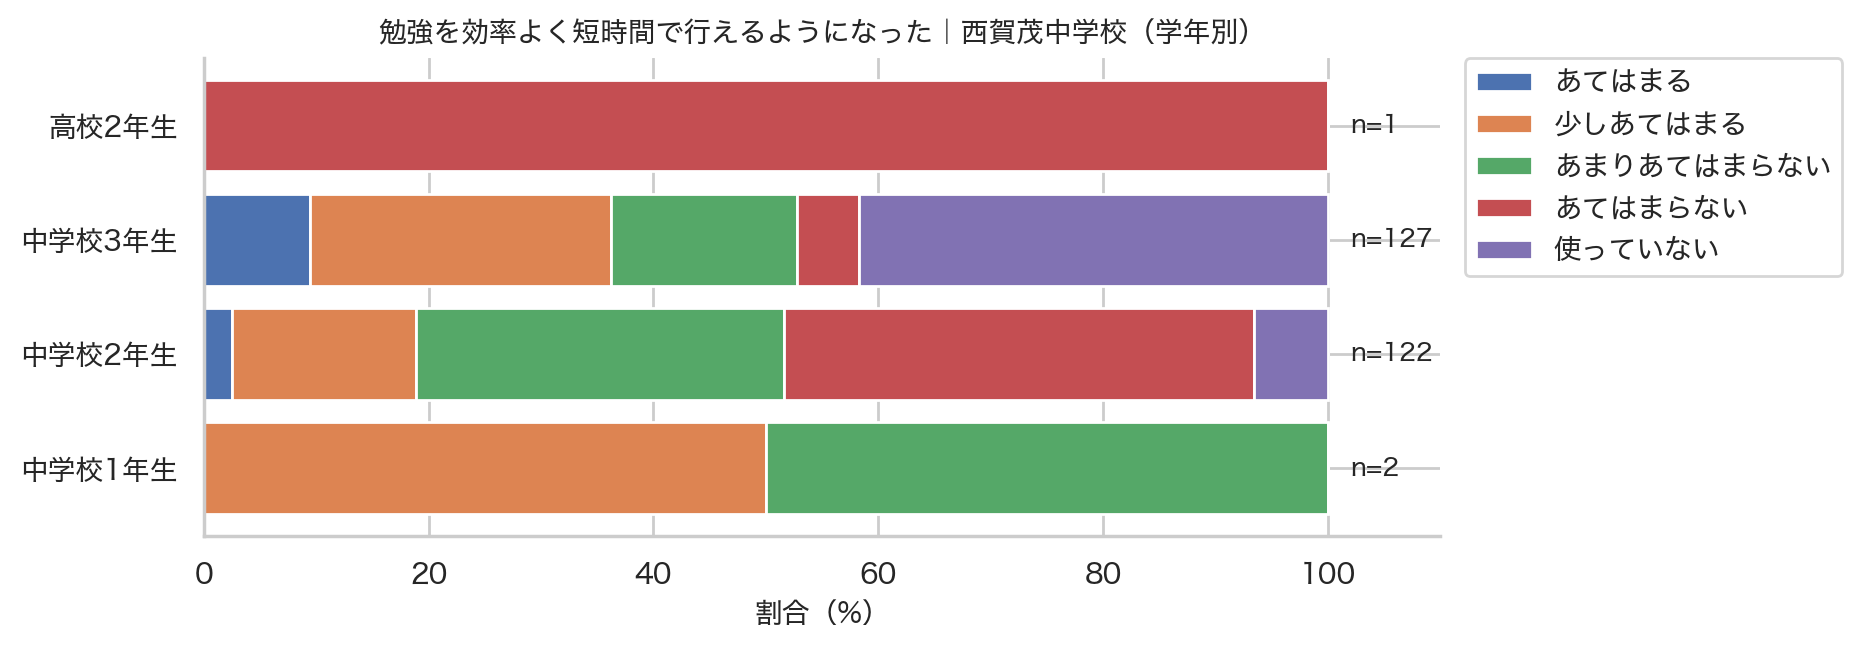 勉強を効率よく短時間で行えるようになった｜西賀茂中学校（学年別）
高校2年生
n=1
中学校3年生
n=127
中学校2年生
n=122
中学校1年生
n=2
0 20 40 60 80 100
割合（%）
あてはまる
少しあてはまる
あまりあてはまらない
あてはまらない
使っていない